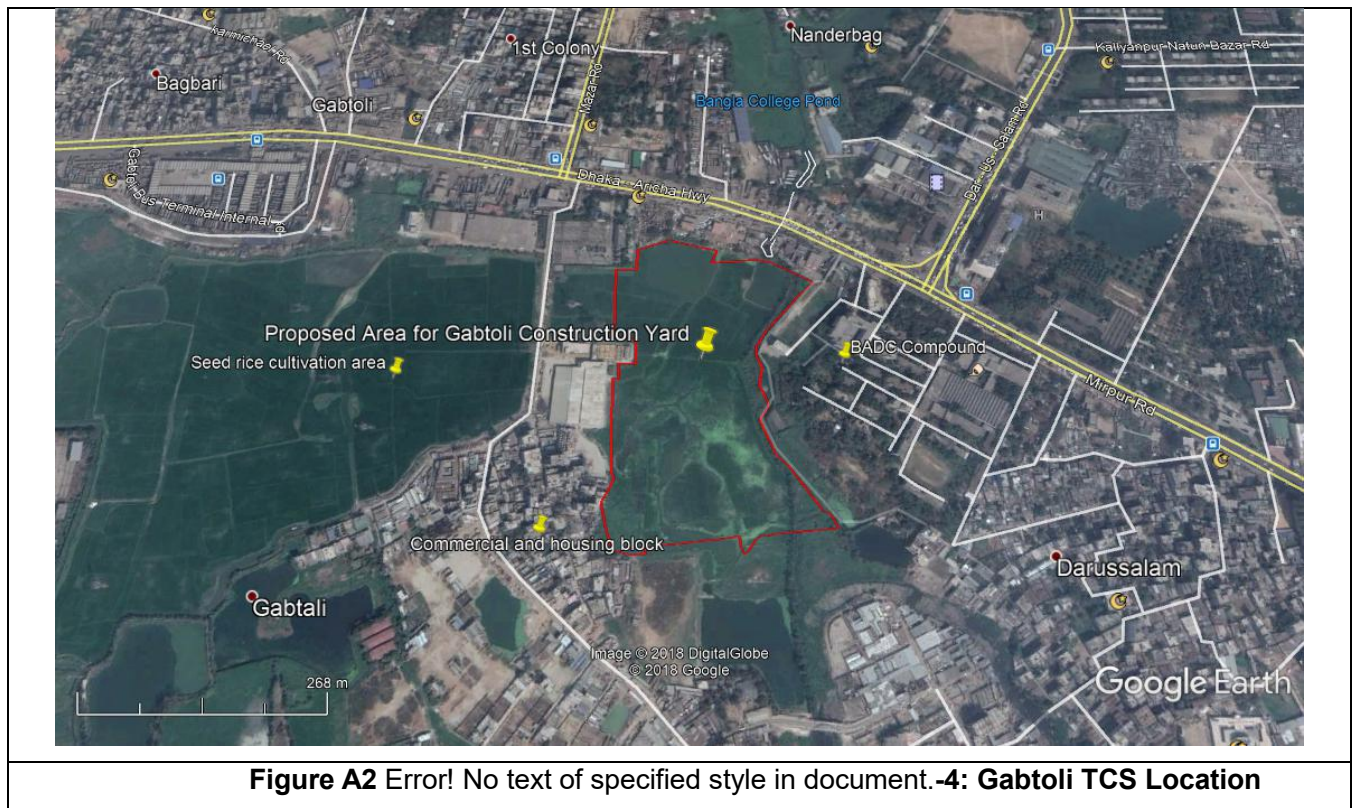 karmichael Rd
1st Colony
Nanderbag
Kallyanpur Natun Bazar Rd
Bagbari
Gabtoli
Mazar Rd
Bangla College Pond
Dar - Us - Salam Rd
Dhaka - Aricha Hwy
Gabtoli Bus Terminal Internal Rd
H
Proposed Area for Gabtoli Construction Yard
Seed rice cultivation area
BADC Compound
Mirpur Rd
Commercial and housing block
Darussalam
Gabtali
Image © 2018 DigitalGlobe
© 2018 Google
268 m
Google Earth
Figure A2 Error! No text of specified style in document.-4: Gabtoli TCS Location